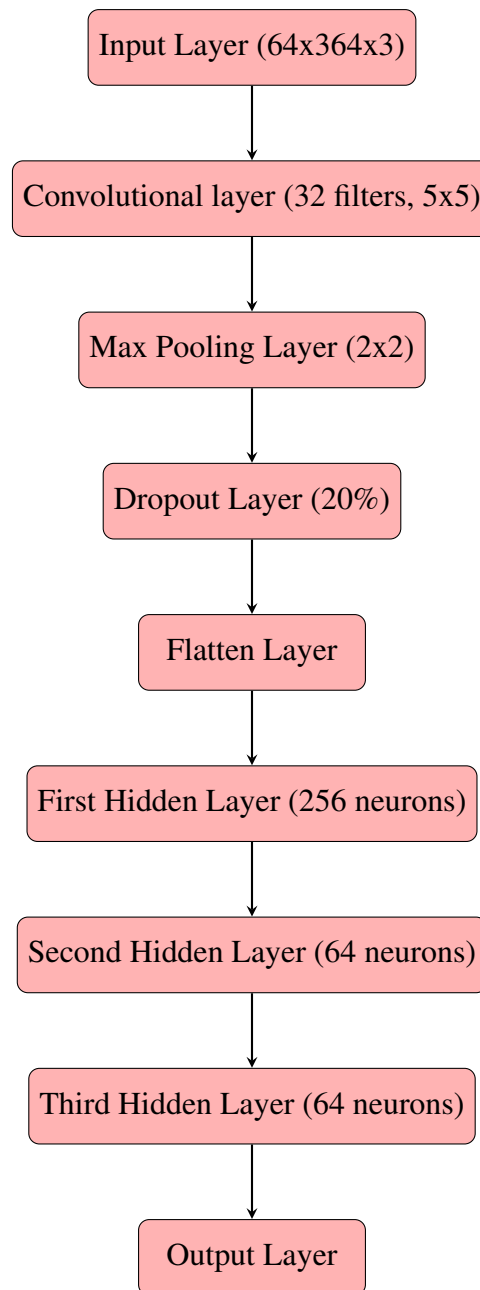 Input Layer (64x364x3)
Convolutional layer (32 filters, 5x5)
Max Pooling Layer (2x2)
Dropout Layer (20%)
Flatten Layer
First Hidden Layer (256 neurons)
Second Hidden Layer (64 neurons)
Third Hidden Layer (64 neurons)
Output Layer